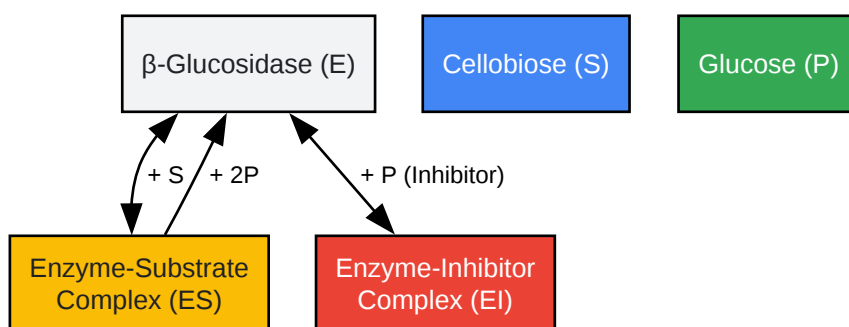 β-Glucosidase (E)
Cellobiose (S)
Glucose (P)
+ S
+ 2P
+ P (Inhibitor)
Enzyme-Substrate
Complex (ES)
Enzyme-Inhibitor
Complex (EI)